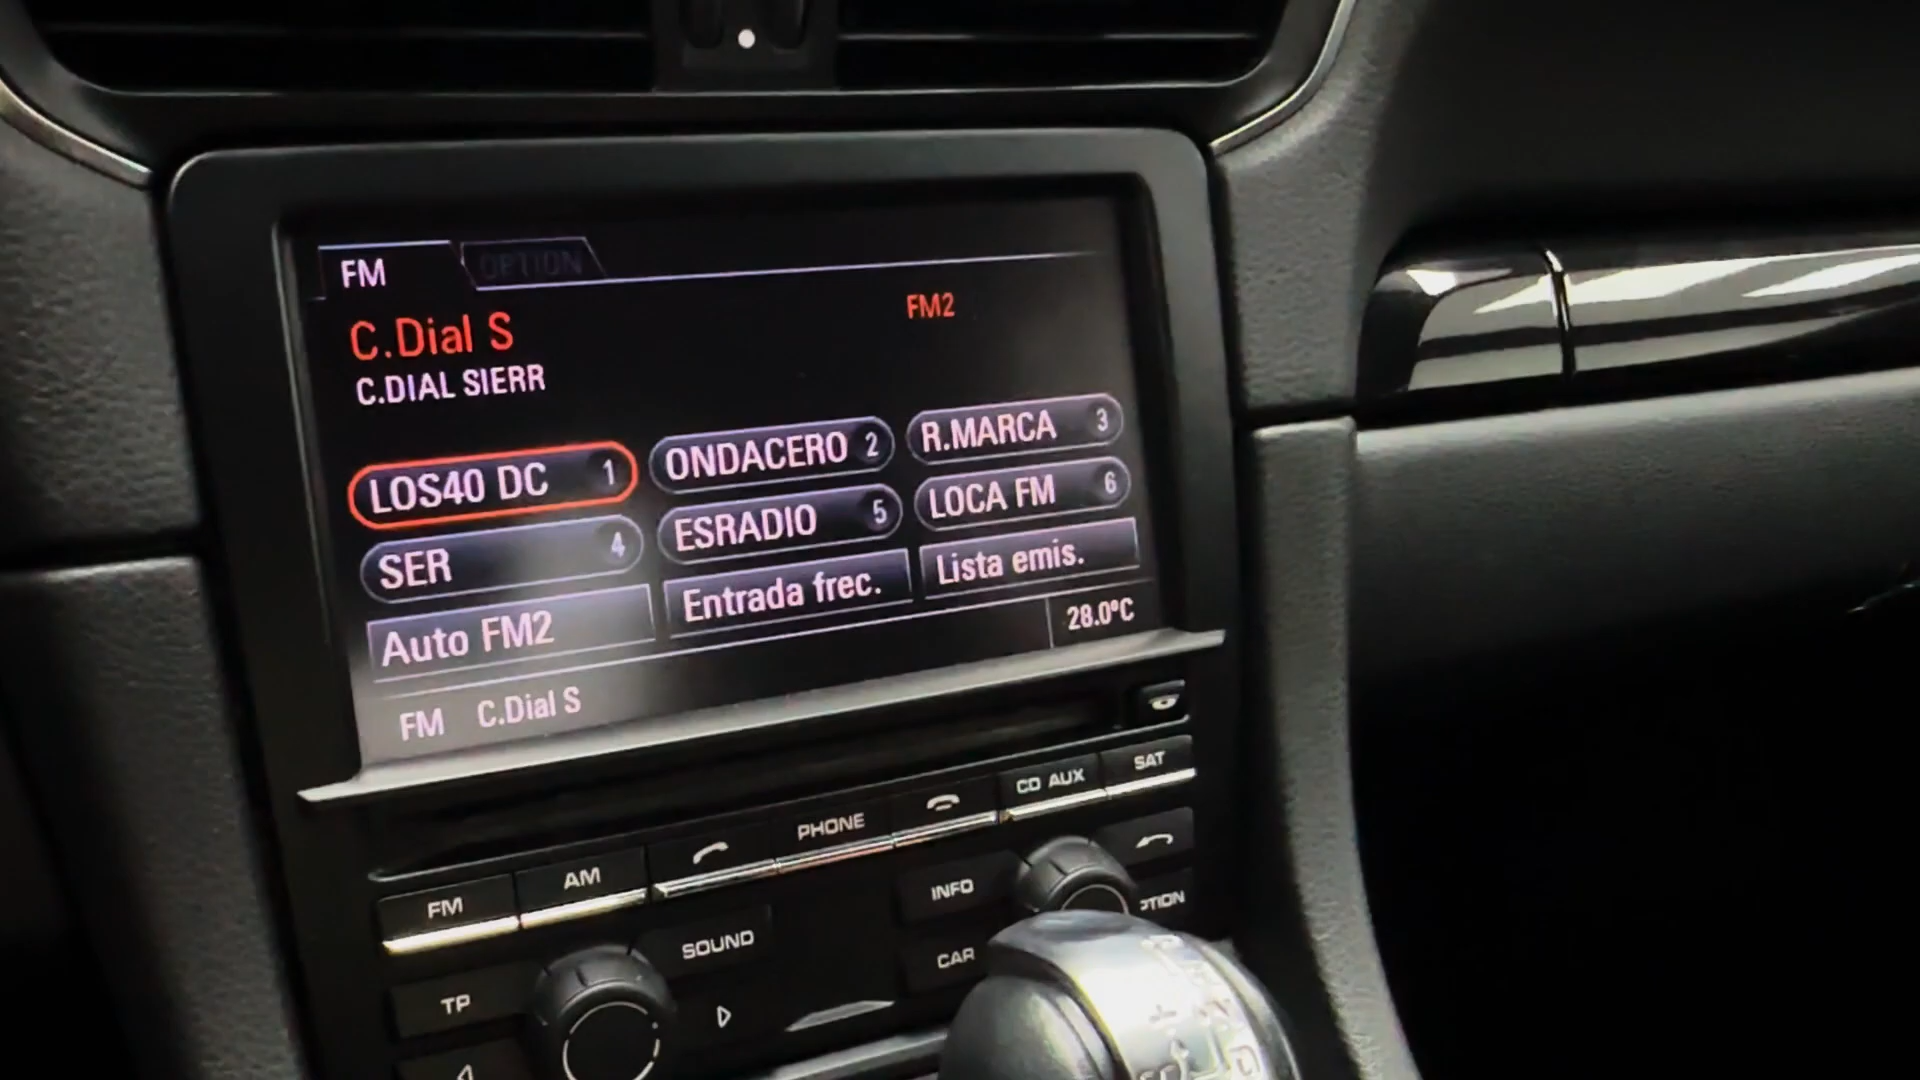 FM OPTION
C.Dial S FM2
C.DIAL SIERR
LOS40 DC 1 ONDACERO 2 R.MARCA 3
SER 4 ESRADIO 5 LOCA FM 6
Auto FM2 Entrada frec. Lista emis.
28.0°C
FM C.Dial S
FM AM PHONE CD AUX SAT
SOUND INFO
TP CAR